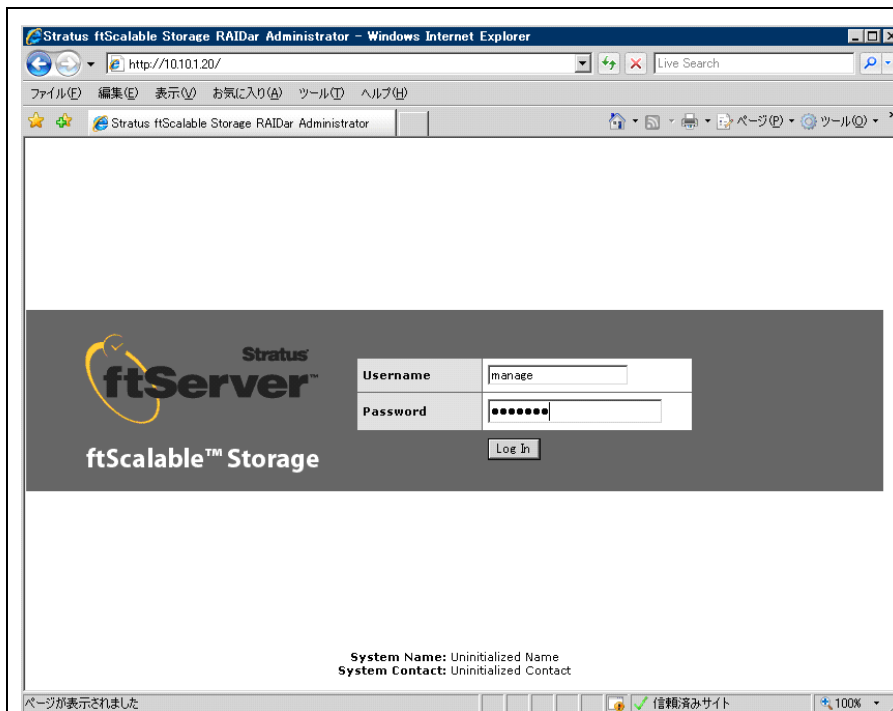 Stratus ftScalable Storage RAIDar Administrator - Windows Internet Explorer
http://10.10.1.20/
Live Search
ファイル(F) 編集(E) 表示(V) お気に入り(A) ツール(T) ヘルプ(H)
Stratus ftScalable Storage RAIDar Administrator
ページ(P) ツール(O)
Stratus
ftServer™
ftScalable™ Storage
Username manage
Password ●●●●●●●
Log In
System Name: Uninitialized Name
System Contact: Uninitialized Contact
ページが表示されました 信頼済みサイト 100%